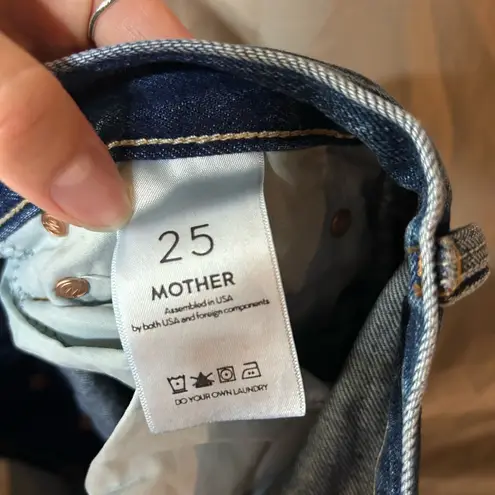 25
MOTHER
Assembled in USA
by both USA and foreign components
DO YOUR OWN LAUNDRY